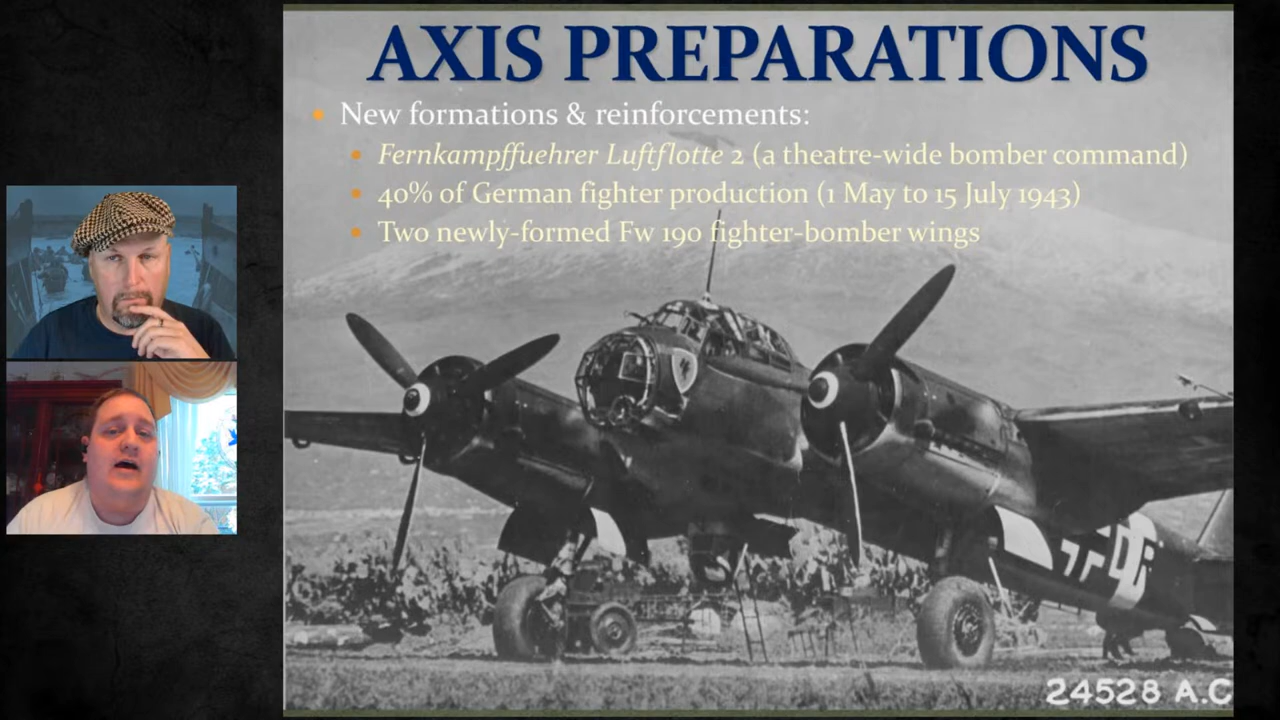 AXIS PREPARATIONS
New formations & reinforcements:
Fernkampffuehrer Luftflotte 2 (a theatre-wide bomber command)
40% of German fighter production (1 May to 15 July 1943)
Two newly-formed Fw 190 fighter-bomber wings
24528 A.C